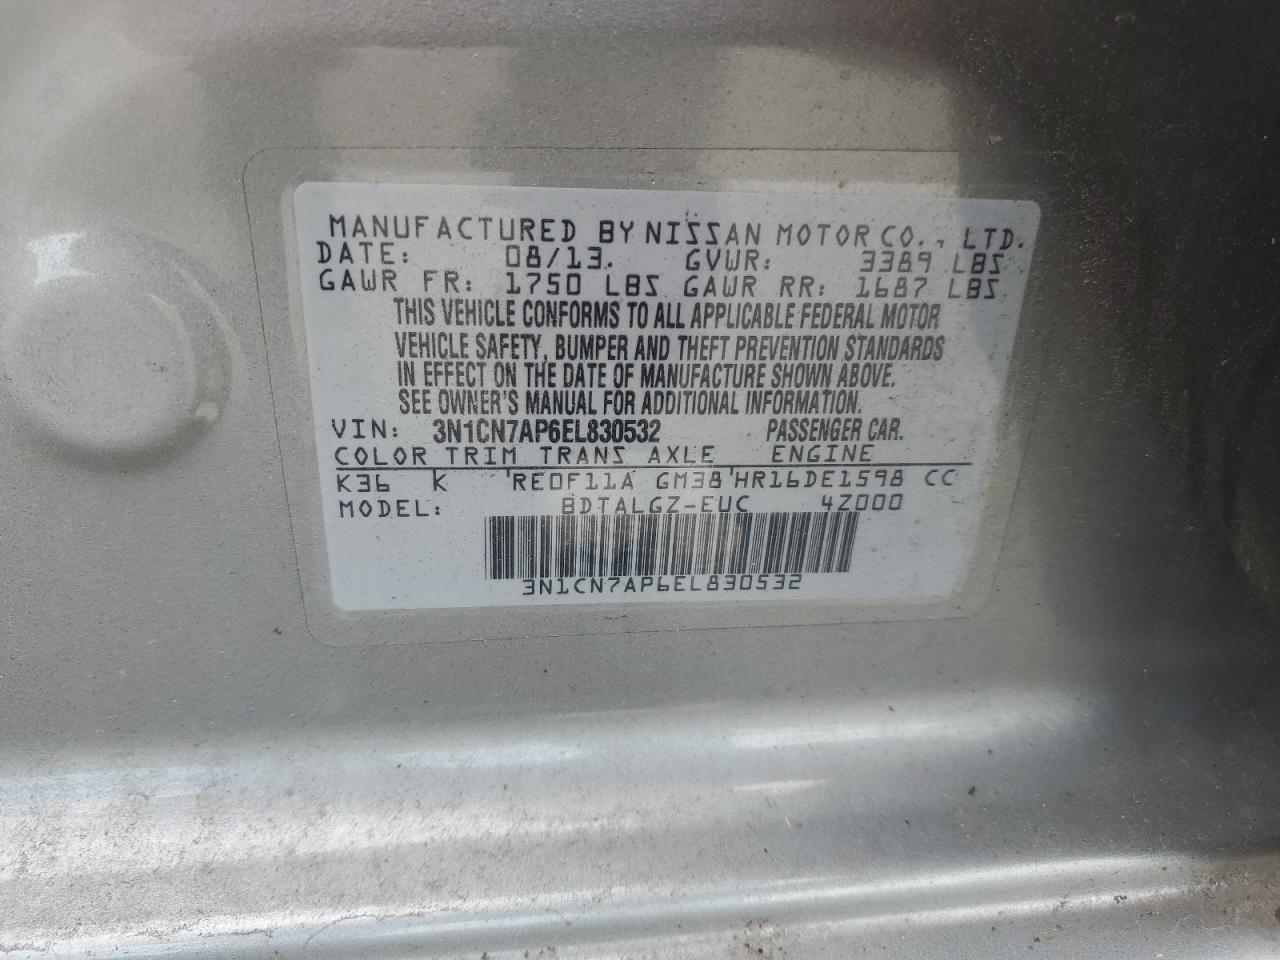 MANUFACTURED BY NISSAN MOTOR CO., LTD.
DATE: 08/13. GVWR: 3389 LBS
GAWR FR: 1750 LBS GAWR RR: 1687 LBS
THIS VEHICLE CONFORMS TO ALL APPLICABLE FEDERAL MOTOR
VEHICLE SAFETY, BUMPER AND THEFT PREVENTION STANDARDS
IN EFFECT ON THE DATE OF MANUFACTURE SHOWN ABOVE.
SEE OWNER'S MANUAL FOR ADDITIONAL INFORMATION.
VIN: 3N1CN7AP6EL830532 PASSENGER CAR.
COLOR TRIM TRANS AXLE ENGINE
K36 K RE0F11A GM38 HR16DE1598 CC
MODEL: BDTALGZ-EUC 4Z000
3N1CN7AP6EL830532